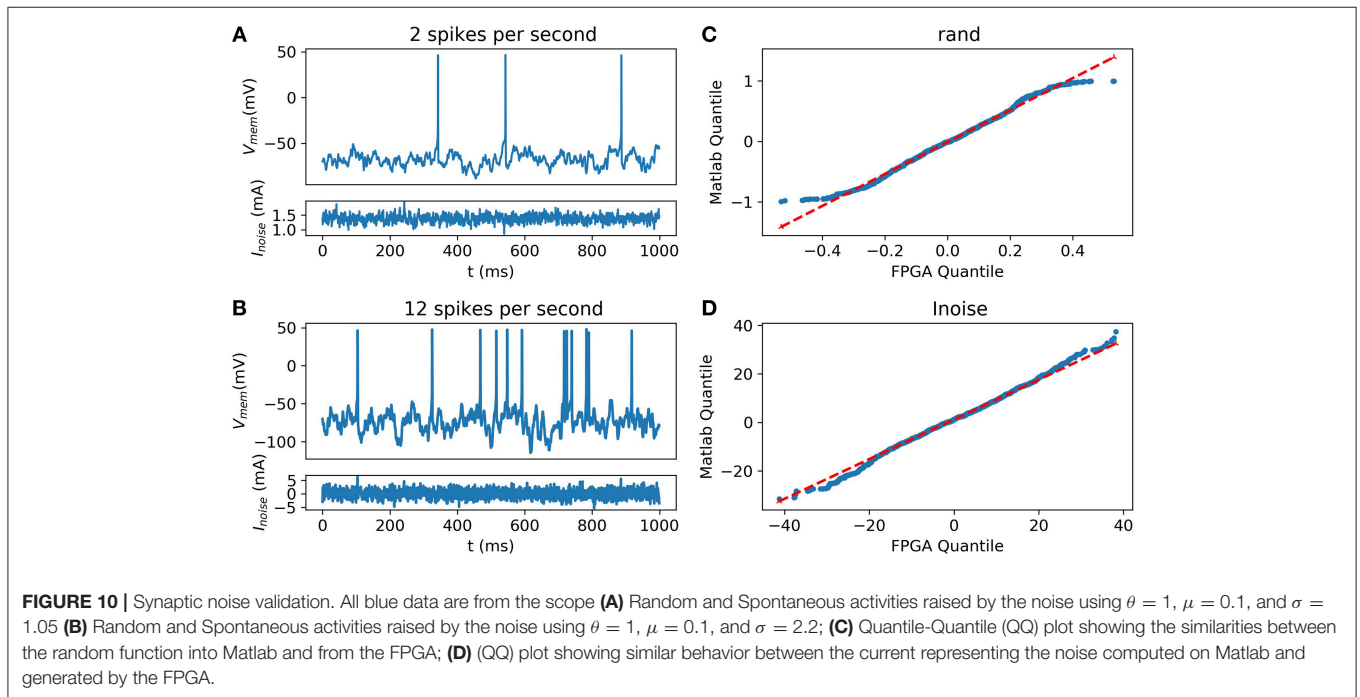 A
2 spikes per second
50
0
−50
V_mem(mV)
1.5
1.0
I_noise (mA)
0
200
400
600
800
1000
t (ms)
C
rand
1
0
−1
Matlab Quantile
−0.4
−0.2
0.0
0.2
0.4
FPGA Quantile
B
12 spikes per second
50
0
−50
−100
V_mem(mV)
5
0
−5
I_noise (mA)
0
200
400
600
800
1000
t (ms)
D
Inoise
40
20
0
−20
Matlab Quantile
−40
−20
0
20
40
FPGA Quantile
FIGURE 10 | Synaptic noise validation. All blue data are from the scope (A) Random and Spontaneous activities raised by the noise using θ = 1, μ = 0.1, and σ =
1.05 (B) Random and Spontaneous activities raised by the noise using θ = 1, μ = 0.1, and σ = 2.2; (C) Quantile-Quantile (QQ) plot showing the similarities between
the random function into Matlab and from the FPGA; (D) (QQ) plot showing similar behavior between the current representing the noise computed on Matlab and
generated by the FPGA.